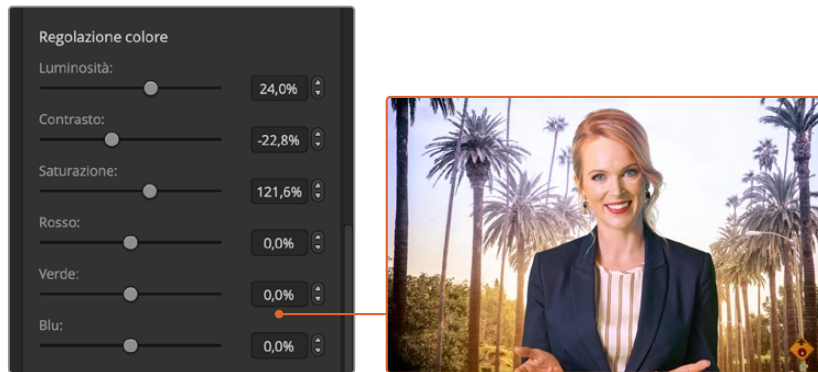 Regolazione colore
Luminosità:
24,0%
Contrasto:
-22,8%
Saturazione:
121,6%
Rosso:
0,0%
Verde:
0,0%
Blu:
0,0%